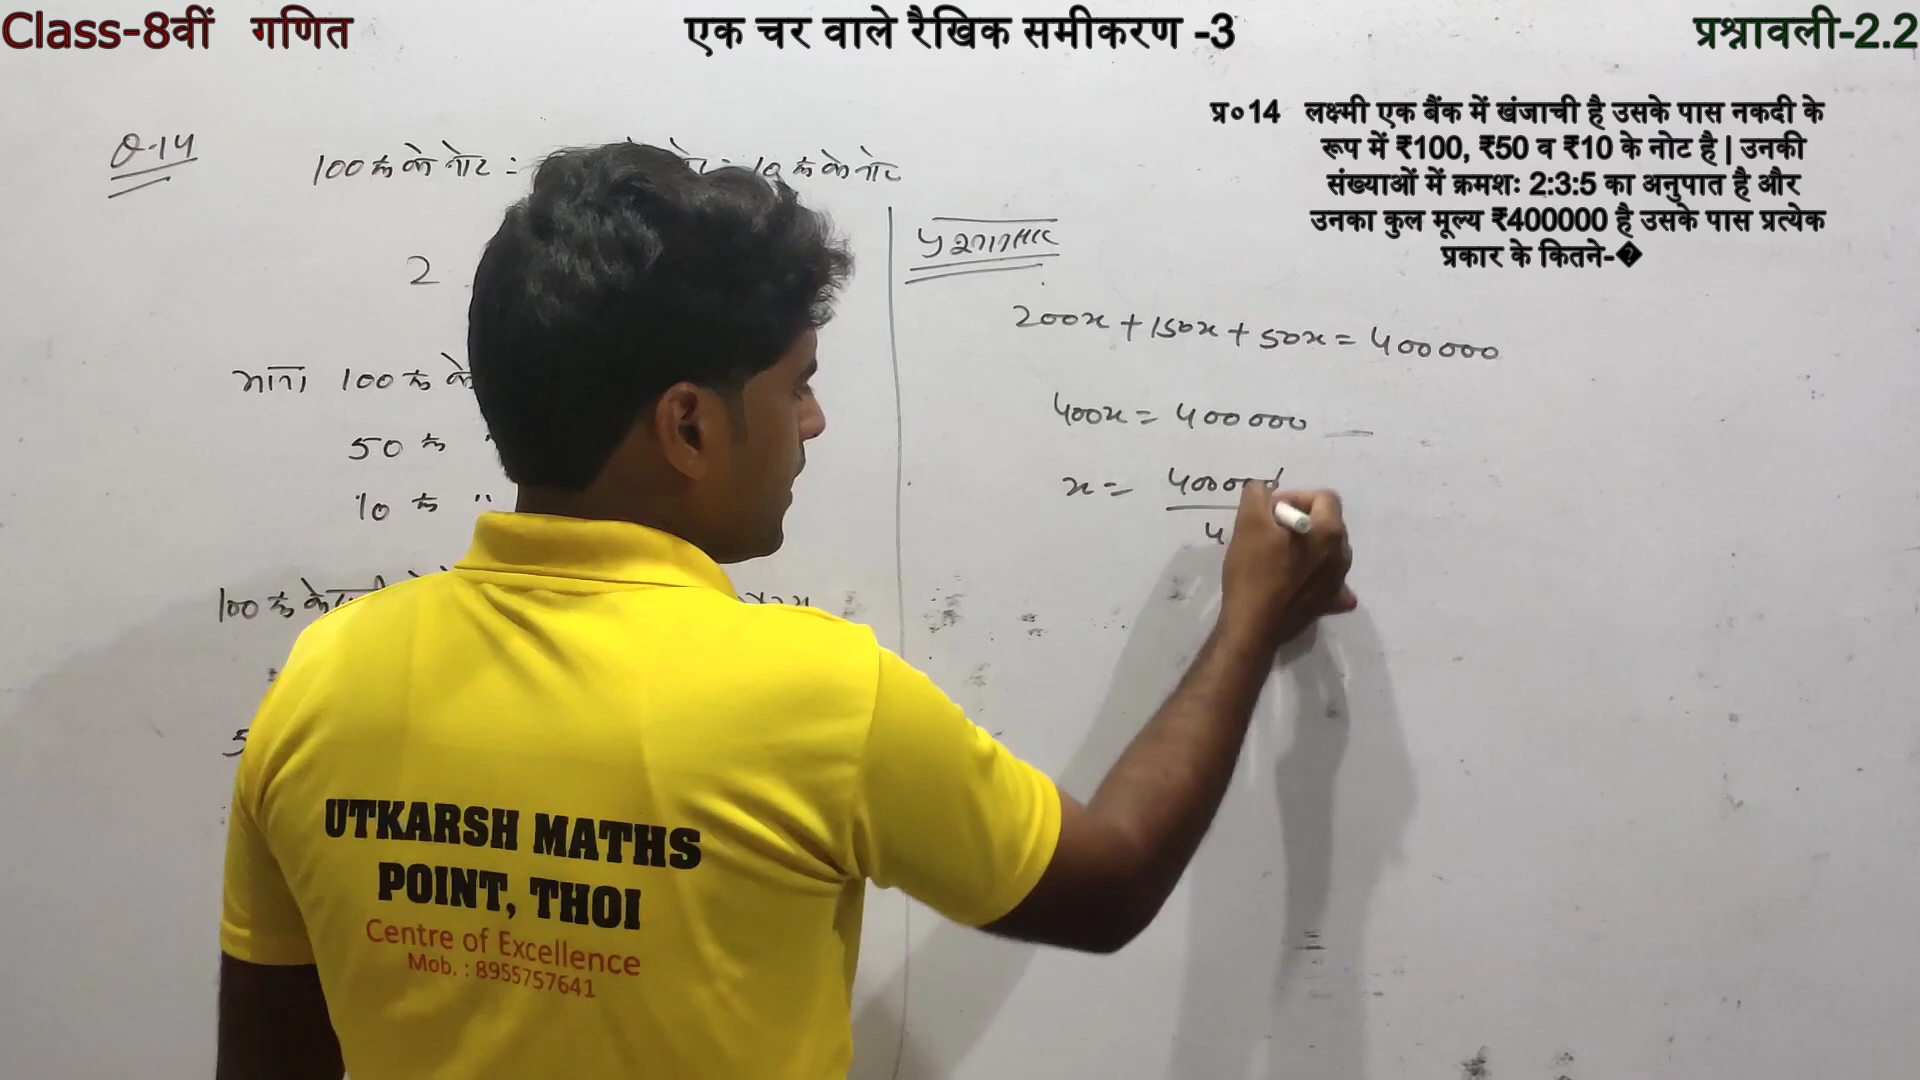 Class-8वीं गणित
एक चर वाले रैखिक समीकरण -3
प्रश्नावली-2.2
प्र०14 लक्ष्मी एक बैंक में खंजाची है उसके पास नकदी के
रूप में ₹100, ₹50 व ₹10 के नोट है | उनकी
संख्याओं में क्रमशः 2:3:5 का अनुपात है और
उनका कुल मूल्य ₹400000 है उसके पास प्रत्येक
प्रकार के कितने-�
Q.14
100 रु के नोट : 10 रु के नोट
2
माना 100 रु के
50 रु "
10 रु "
100 रु के
5
प्रश्नानुसार
200x + 150x + 50x = 400000
400x = 400000
x = 400000
4
UTKARSH MATHS
POINT, THOI
Centre of Excellence
Mob. : 8955757641